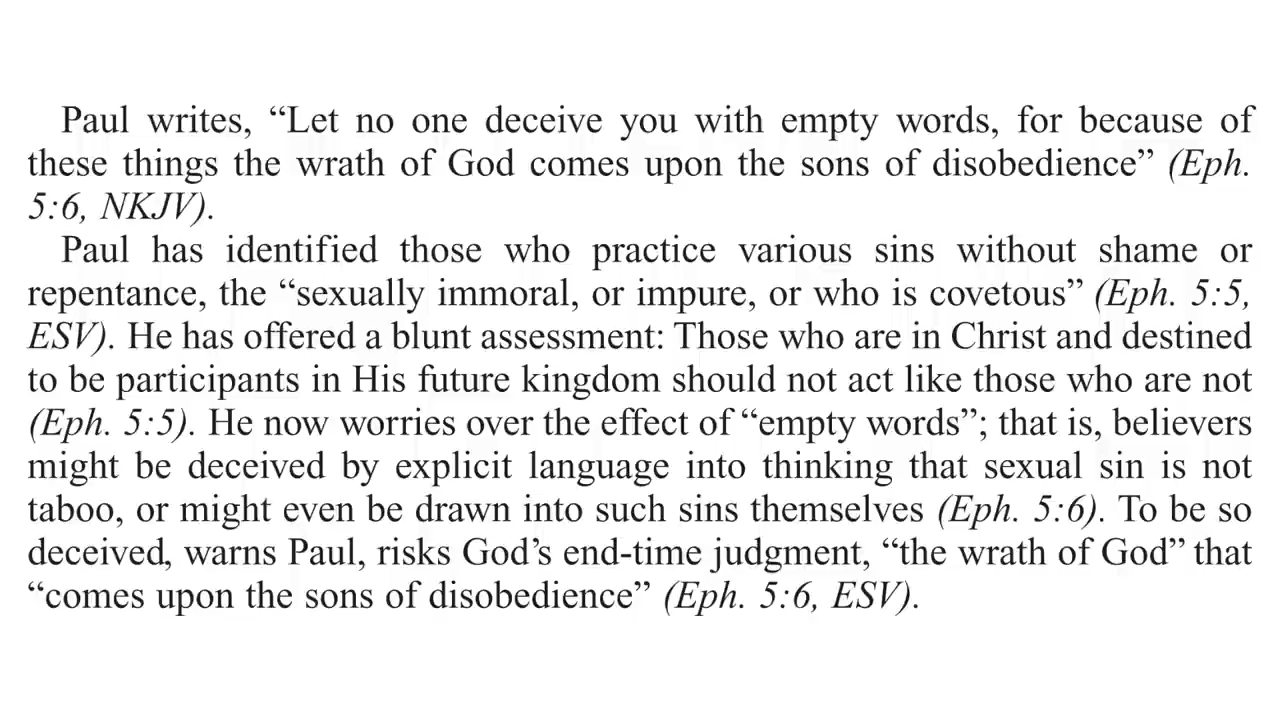 Paul writes, “Let no one deceive you with empty words, for because of
these things the wrath of God comes upon the sons of disobedience” (Eph.
5:6, NKJV).
Paul has identified those who practice various sins without shame or
repentance, the “sexually immoral, or impure, or who is covetous” (Eph. 5:5,
ESV). He has offered a blunt assessment: Those who are in Christ and destined
to be participants in His future kingdom should not act like those who are not
(Eph. 5:5). He now worries over the effect of “empty words”; that is, believers
might be deceived by explicit language into thinking that sexual sin is not
taboo, or might even be drawn into such sins themselves (Eph. 5:6). To be so
deceived, warns Paul, risks God’s end-time judgment, “the wrath of God” that
“comes upon the sons of disobedience” (Eph. 5:6, ESV).